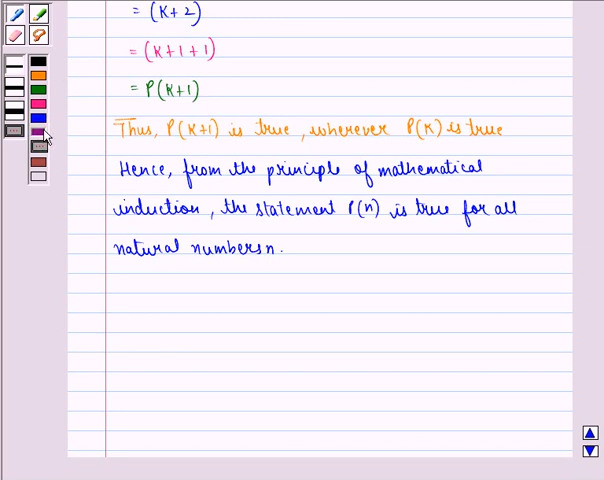 = (K+2)
= (K+1+1)
= P(K+1)
Thus, P(K+1) is true, wherever P(K) is true
Hence, from the principle of mathematical
induction, the statement P(n) is true for all
natural numbers n.